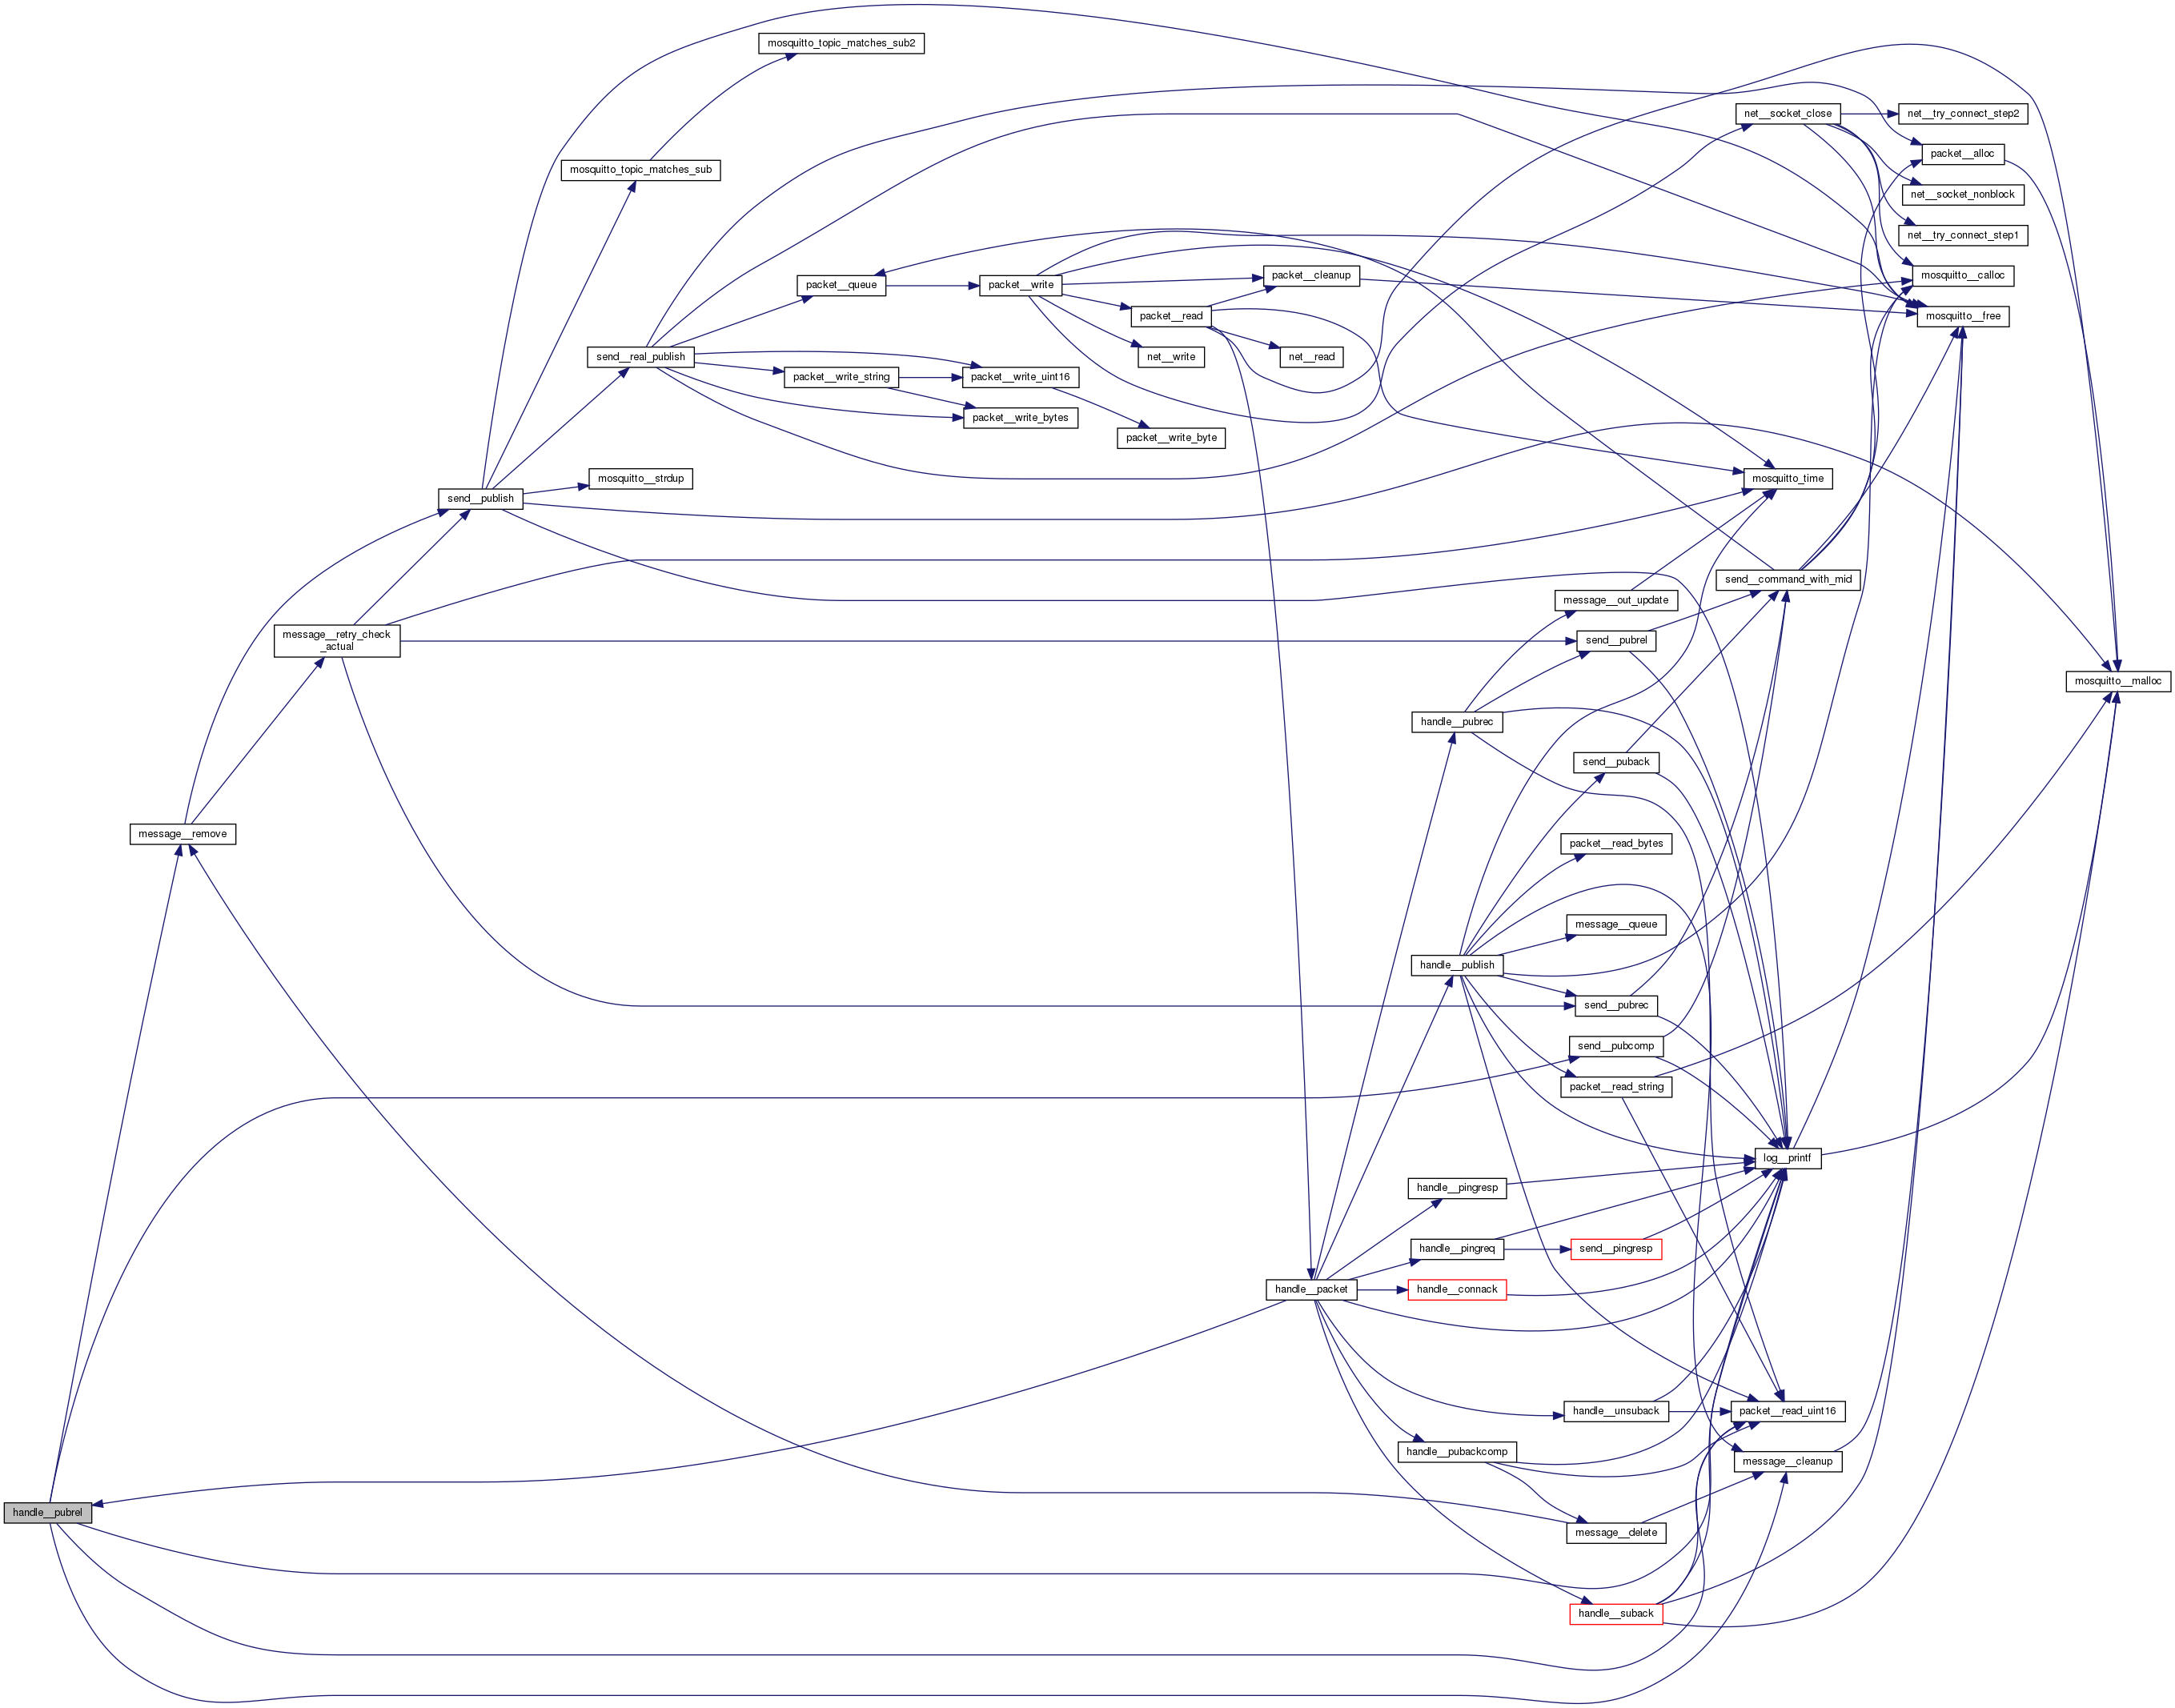 mosquitto_topic_matches_sub2
net__socket_close
net__try_connect_step2
packet__alloc
mosquitto_topic_matches_sub
net__socket_nonblock
net__try_connect_step1
packet__cleanup
mosquitto__calloc
packet__queue
packet__write
packet__read
mosquitto__free
send__real_publish
net__write
net__read
packet__write_string
packet__write_uint16
packet__write_bytes
packet__write_byte
mosquitto__strdup
mosquitto_time
send__publish
send__command_with_mid
message__out_update
message__retry_check
_actual
send__pubrel
mosquitto__malloc
handle__pubrec
send__puback
message__remove
packet__read_bytes
message__queue
handle__publish
send__pubrec
send__pubcomp
packet__read_string
log__printf
handle__pingresp
handle__pingreq
send__pingresp
handle__packet
handle__connack
handle__unsuback
packet__read_uint16
handle__pubackcomp
message__cleanup
handle__pubrel
message__delete
handle__suback